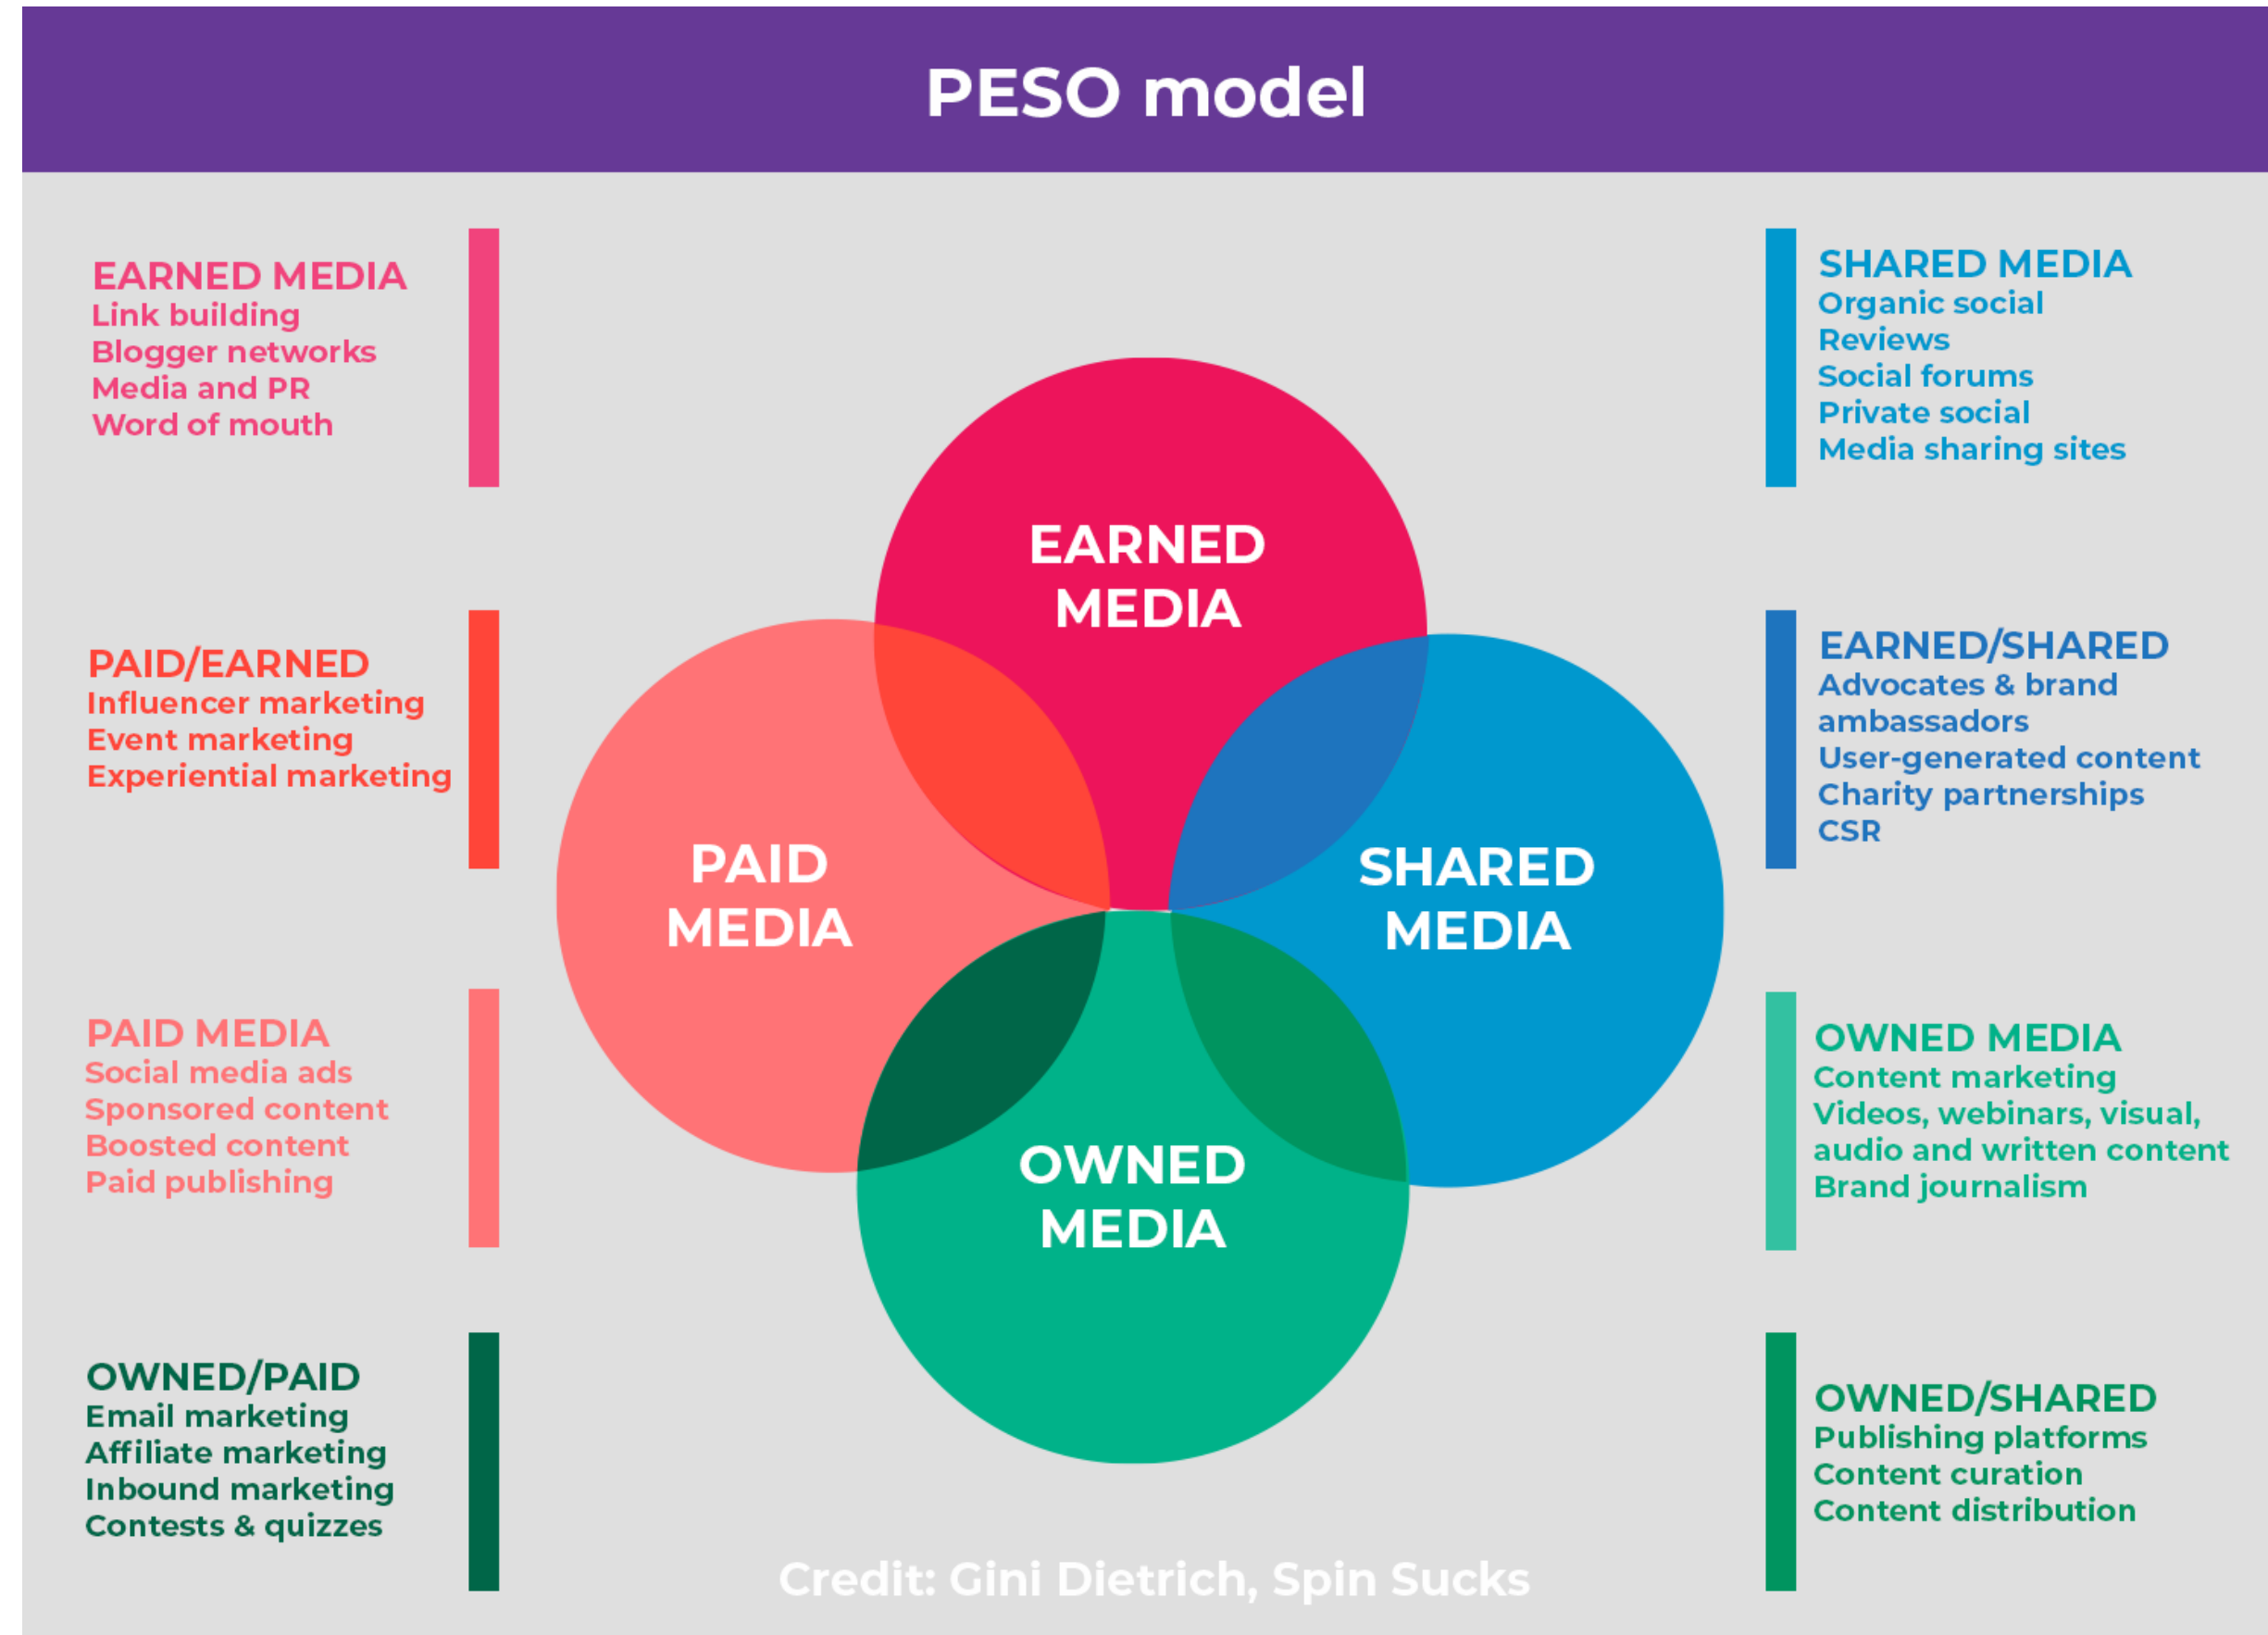 PESO model
EARNED MEDIA
Link building
Blogger networks
Media and PR
Word of mouth
PAID/EARNED
Influencer marketing
Event marketing
Experiential marketing
PAID MEDIA
Social media ads
Sponsored content
Boosted content
Paid publishing
OWNED/PAID
Email marketing
Affiliate marketing
Inbound marketing
Contests & quizzes
EARNED
MEDIA
PAID
MEDIA
SHARED
MEDIA
OWNED
MEDIA
SHARED MEDIA
Organic social
Reviews
Social forums
Private social
Media sharing sites
EARNED/SHARED
Advocates & brand
ambassadors
User-generated content
Charity partnerships
CSR
OWNED MEDIA
Content marketing
Videos, webinars, visual,
audio and written content
Brand journalism
OWNED/SHARED
Publishing platforms
Content curation
Content distribution
Credit: Gini Dietrich, Spin Sucks